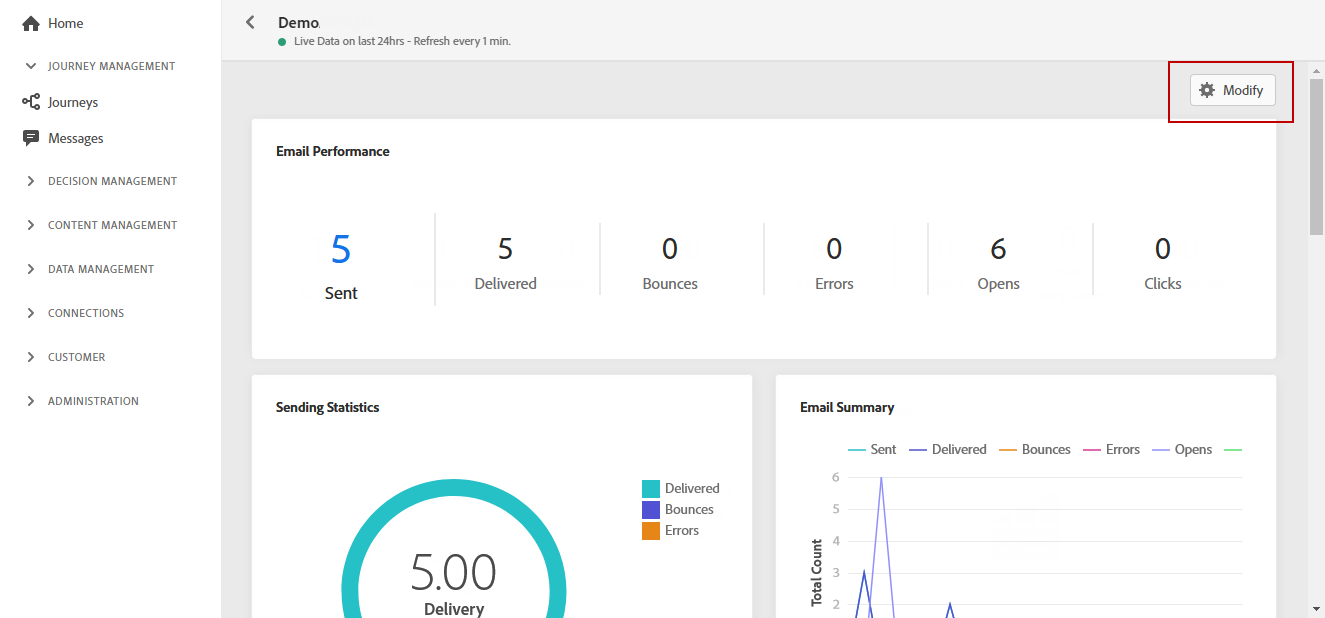 Home
JOURNEY MANAGEMENT
Journeys
Messages
DECISION MANAGEMENT
CONTENT MANAGEMENT
DATA MANAGEMENT
CONNECTIONS
CUSTOMER
ADMINISTRATION
Demo
Live Data on last 24hrs - Refresh every 1 min.
Modify
Email Performance
5 5 0 0 6 0
Sent Delivered Bounces Errors Opens Clicks
Sending Statistics
Delivered
Bounces
Errors
5.00
Delivery
Email Summary
Sent Delivered Bounces Errors Opens
6
5
4
3
2
Total Count